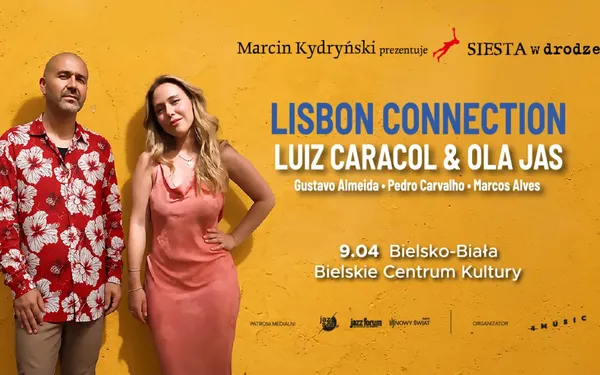 Marcin Kydryński prezentuje SIESTA w drodze
LISBON CONNECTION
LUIZ CARACOL & OLA JAS
Gustavo Almeida • Pedro Carvalho • Marcos Alves
9.04 Bielsko-Biała
Bielskie Centrum Kultury
PATRONI MEDIALNI jazz forum NOWY ŚWIAT ORGANIZATOR 4MUSIC